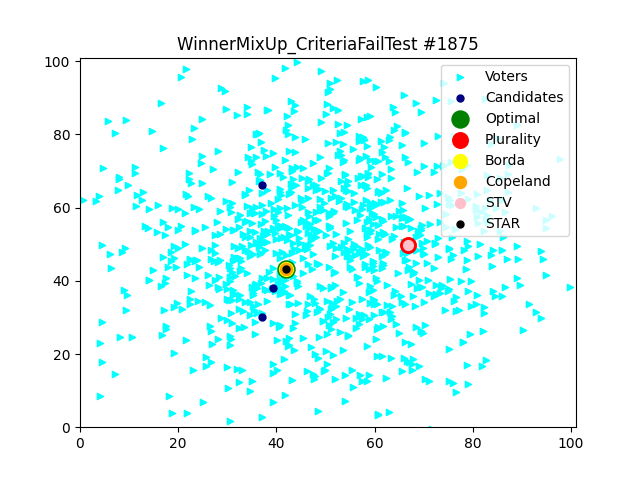 WinnerMixUp_CriteriaFailTest #1875
100
80
60
40
20
0
0 20 40 60 80 100
Voters
Candidates
Optimal
Plurality
Borda
Copeland
STV
STAR